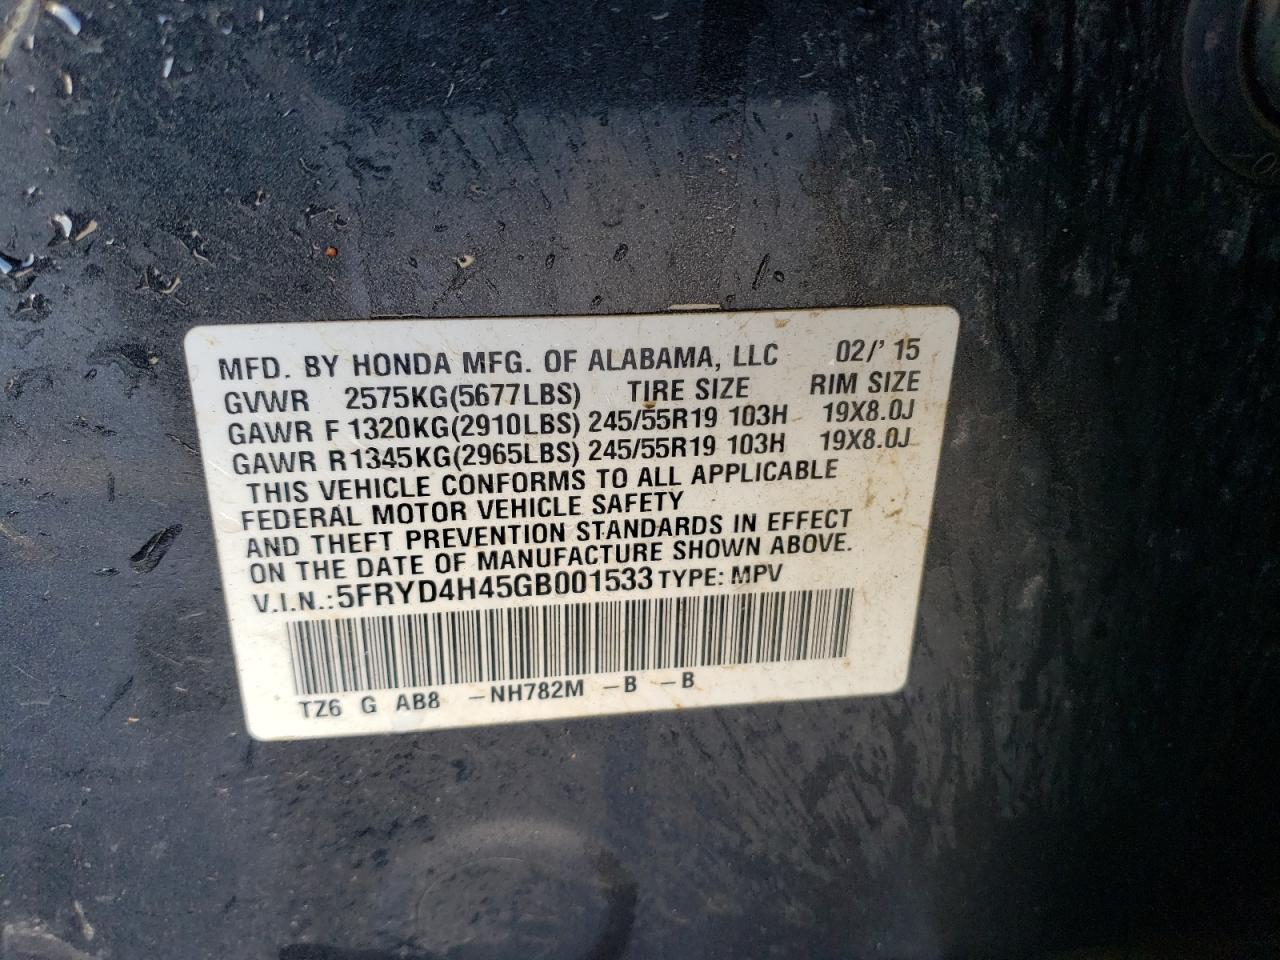 MFD. BY HONDA MFG. OF ALABAMA, LLC 02/'15
GVWR 2575KG(5677LBS) TIRE SIZE RIM SIZE
GAWR F 1320KG(2910LBS) 245/55R19 103H 19X8.0J
GAWR R1345KG(2965LBS) 245/55R19 103H 19X8.0J
THIS VEHICLE CONFORMS TO ALL APPLICABLE
FEDERAL MOTOR VEHICLE SAFETY
AND THEFT PREVENTION STANDARDS IN EFFECT
ON THE DATE OF MANUFACTURE SHOWN ABOVE.
V.I.N.:5FRYD4H45GB001533 TYPE: MPV
TZ6 G AB8 -NH782M -B -B